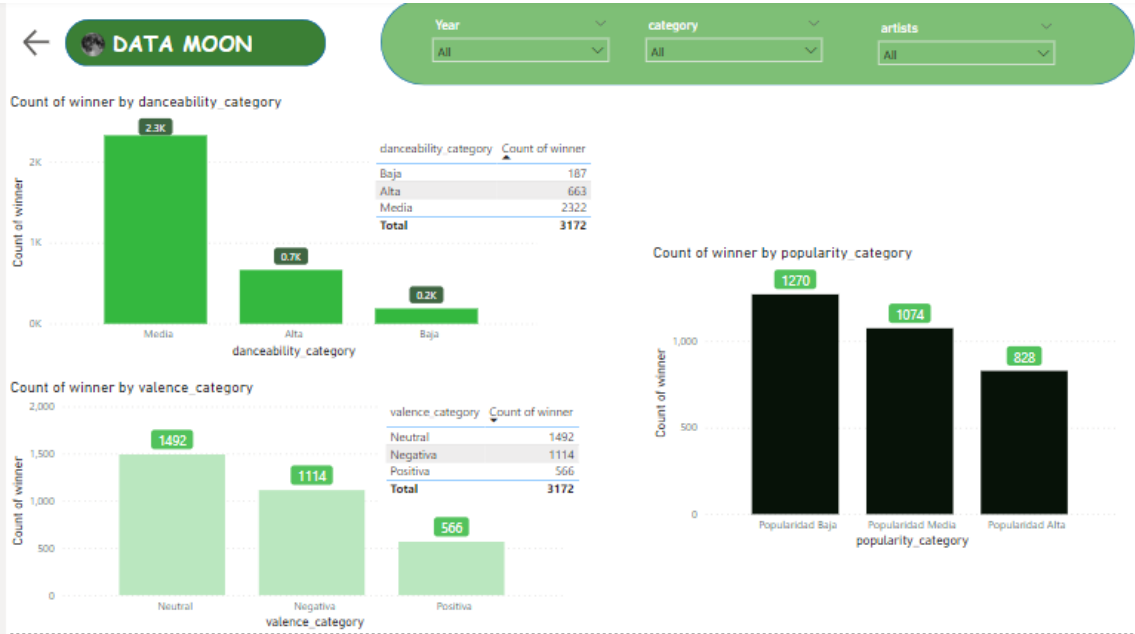 DATA MOON
Year category artists
All All All
Count of winner by danceability_category
2.3K
0.7K
0.2K
2K
1K
0K
Count of winner
Media Alta Baja
danceability_category
danceability_category Count of winner
Baja 187
Alta 663
Media 2322
Total 3172
Count of winner by valence_category
2,000
1,500
1,000
500
0
Count of winner
1492
1114
566
Neutral Negativa Positiva
valence_category
valence_category Count of winner
Neutral 1492
Negativa 1114
Positiva 566
Total 3172
Count of winner by popularity_category
1270
1074
828
1,000
500
0
Count of winner
Popularidad Baja Popularidad Media Popularidad Alta
popularity_category